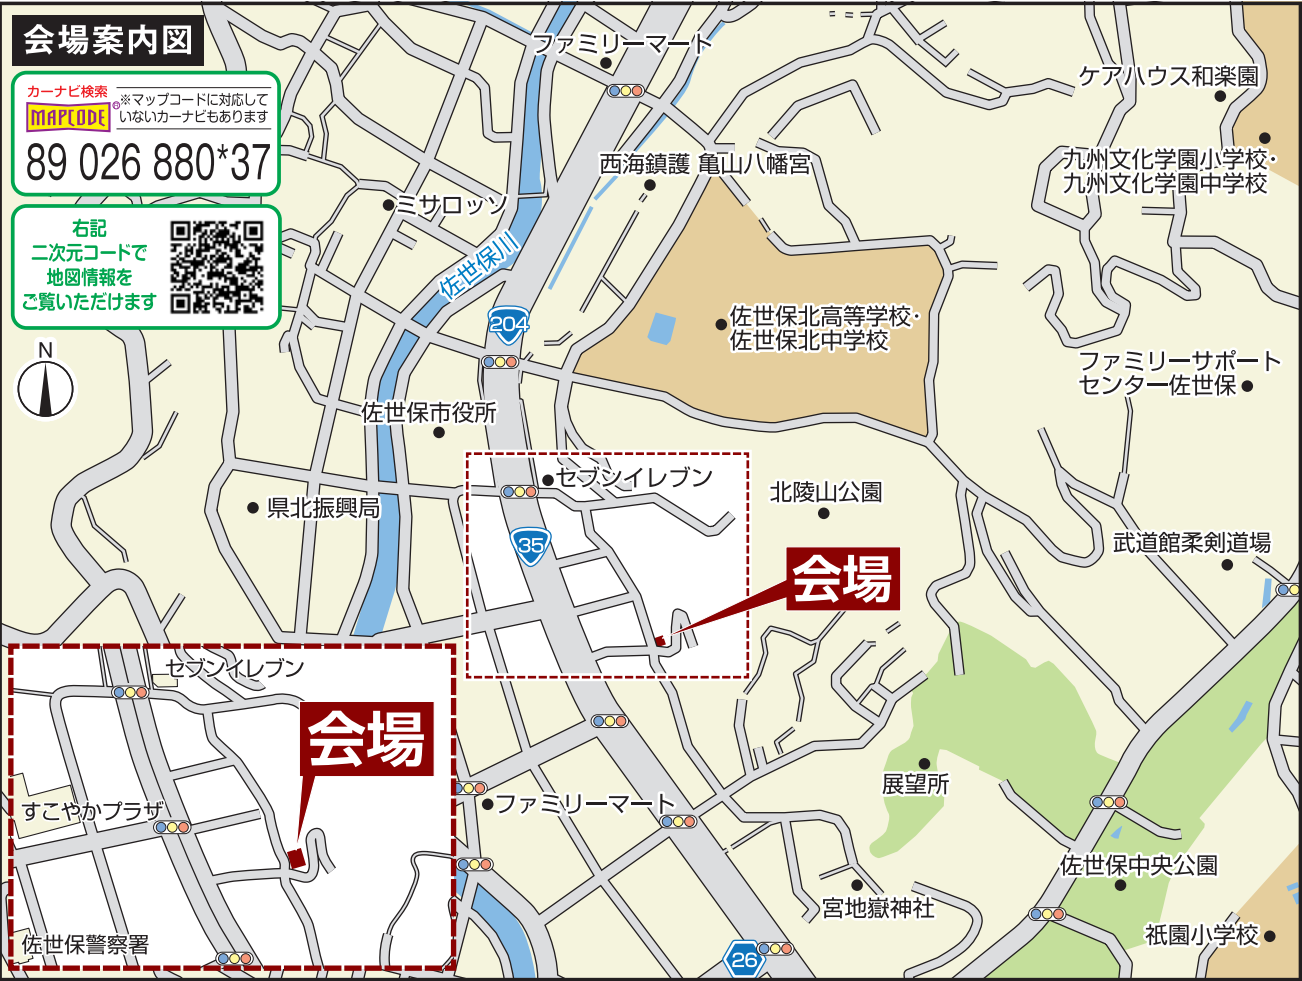 会場案内図
カーナビ検索
MAPCODE®
※マップコードに対応して
いないカーナビもあります
89 026 880*37
右記
二次元コードで
地図情報を
ご覧いただけます
N
ファミリーマート
ケアハウス和楽園
九州文化学園小学校・
九州文化学園中学校
西海鎮護 亀山八幡宮
ミサロッソ
佐世保川
204
佐世保北高等学校・
佐世保北中学校
ファミリーサポート
センター佐世保
佐世保市役所
セブンイレブン
県北振興局
北陵山公園
35
武道館柔剣道場
会場
セブンイレブン
会場
すこやかプラザ
佐世保警察署
ファミリーマート
展望所
佐世保中央公園
宮地嶽神社
祇園小学校
26